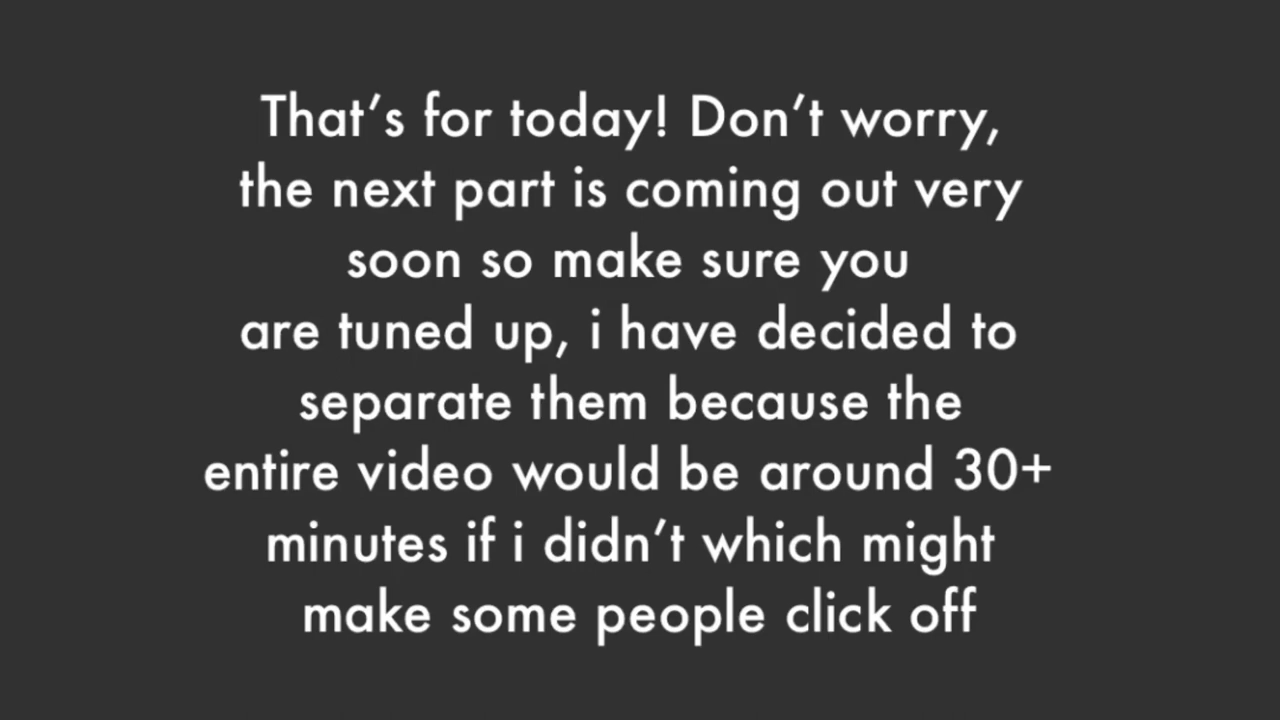 That’s for today! Don’t worry,
the next part is coming out very
soon so make sure you
are tuned up, i have decided to
separate them because the
entire video would be around 30+
minutes if i didn’t which might
make some people click off